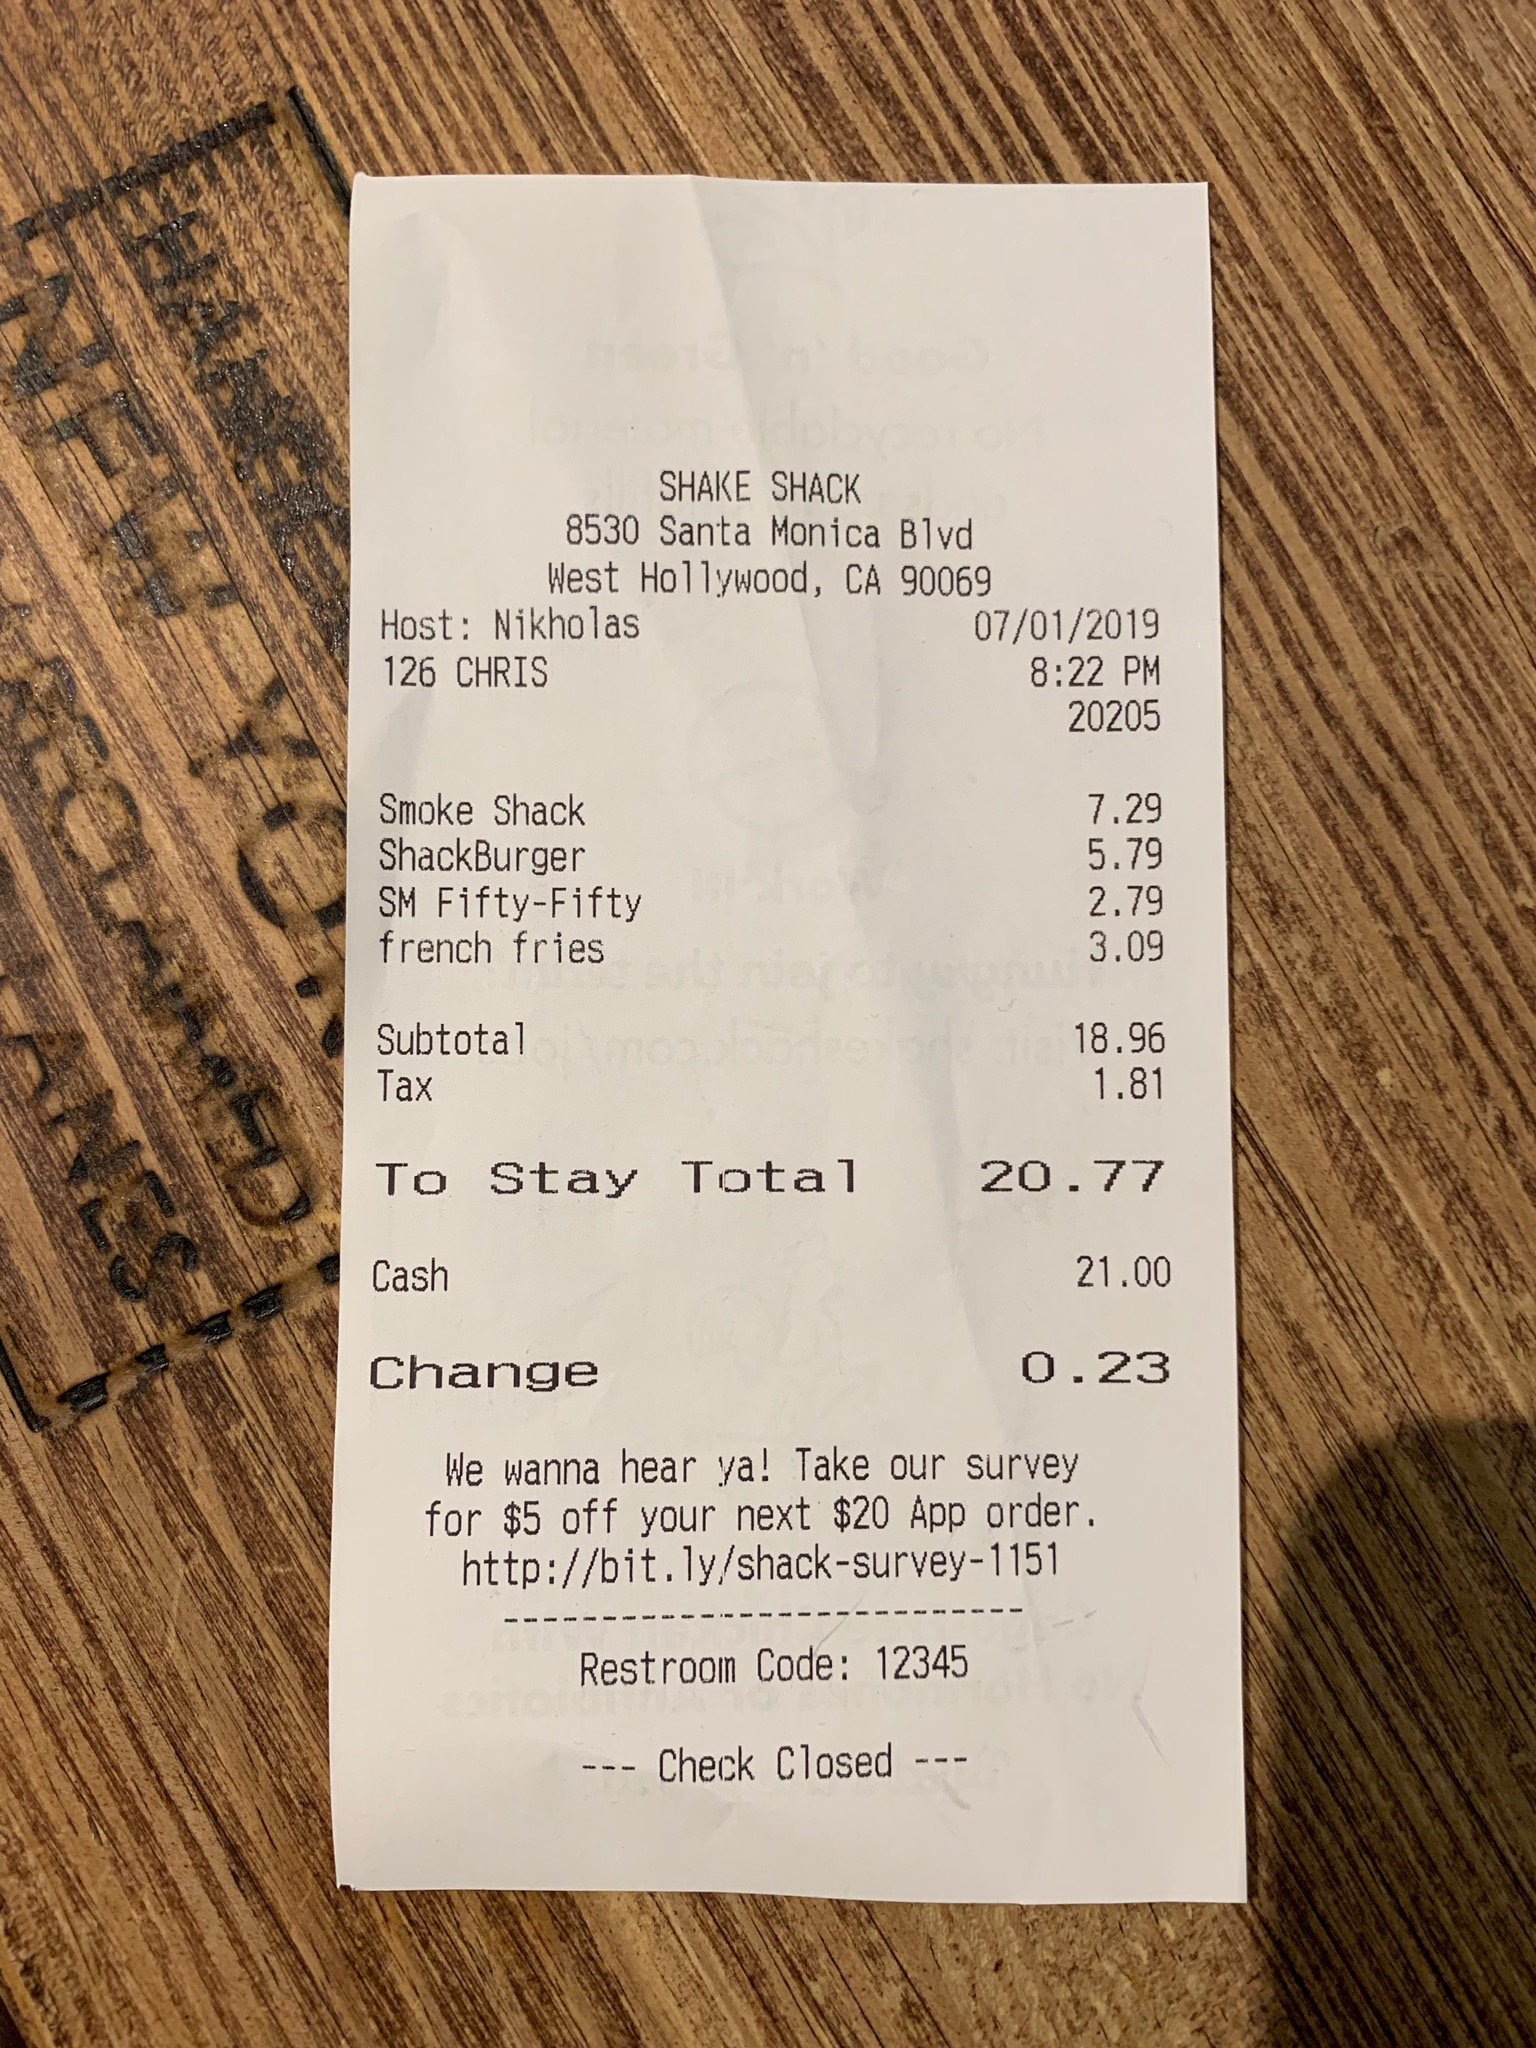 SHAKE SHACK
8530 Santa Monica Blvd
West Hollywood, CA 90069
Host: Nikholas 07/01/2019
126 CHRIS 8:22 PM
20205
Smoke Shack 7.29
ShackBurger 5.79
SM Fifty-Fifty 2.79
french fries 3.09
Subtotal 18.96
Tax 1.81
To Stay Total 20.77
Cash 21.00
Change 0.23
We wanna hear ya! Take our survey
for $5 off your next $20 App order.
http://bit.ly/shack-survey-1151
--------------------------
Restroom Code: 12345
--- Check Closed ---
NEW YO
RECLAIMED